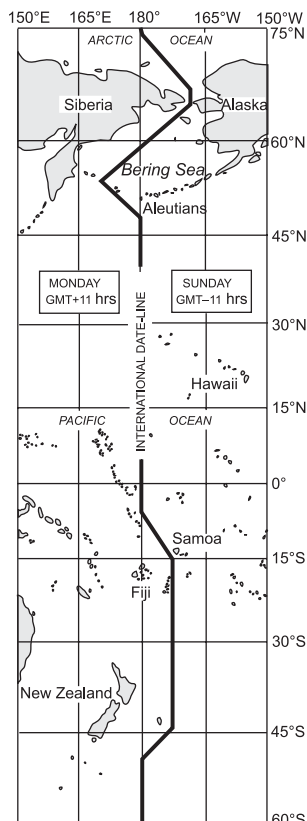 150°E 180° 165°W 150°W
75°N
ARCTIC OCEAN
Siberia Alaska
60°N
Bering Sea
Aleutians
45°N
MONDAY
GMT+11 hrs
SUNDAY
GMT–11 hrs
INTERNATIONAL DATE-LINE
30°N
Hawaii
15°N
PACIFIC OCEAN
0°
Samoa
15°S
Fiji
30°S
New Zealand
45°S
60°S